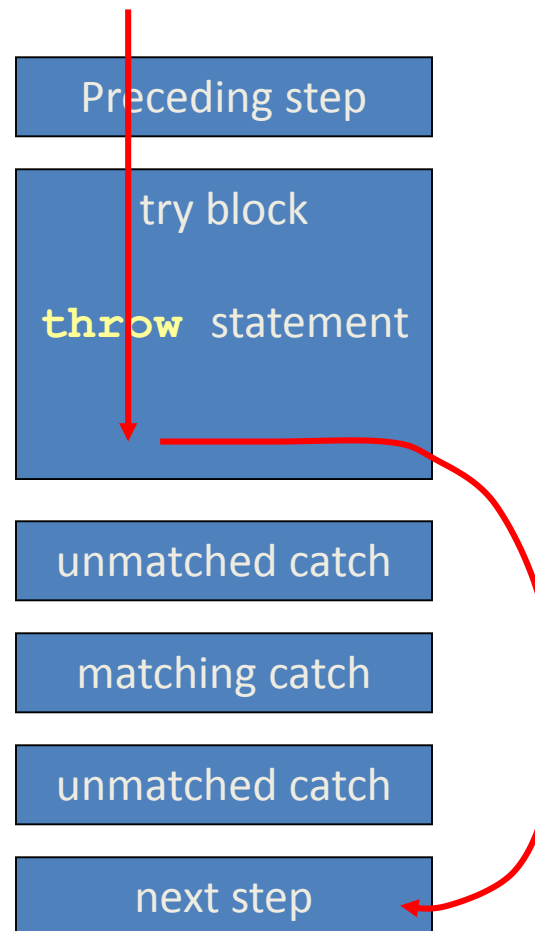 Preceding step
try block
throw statement
unmatched catch
matching catch
unmatched catch
next step